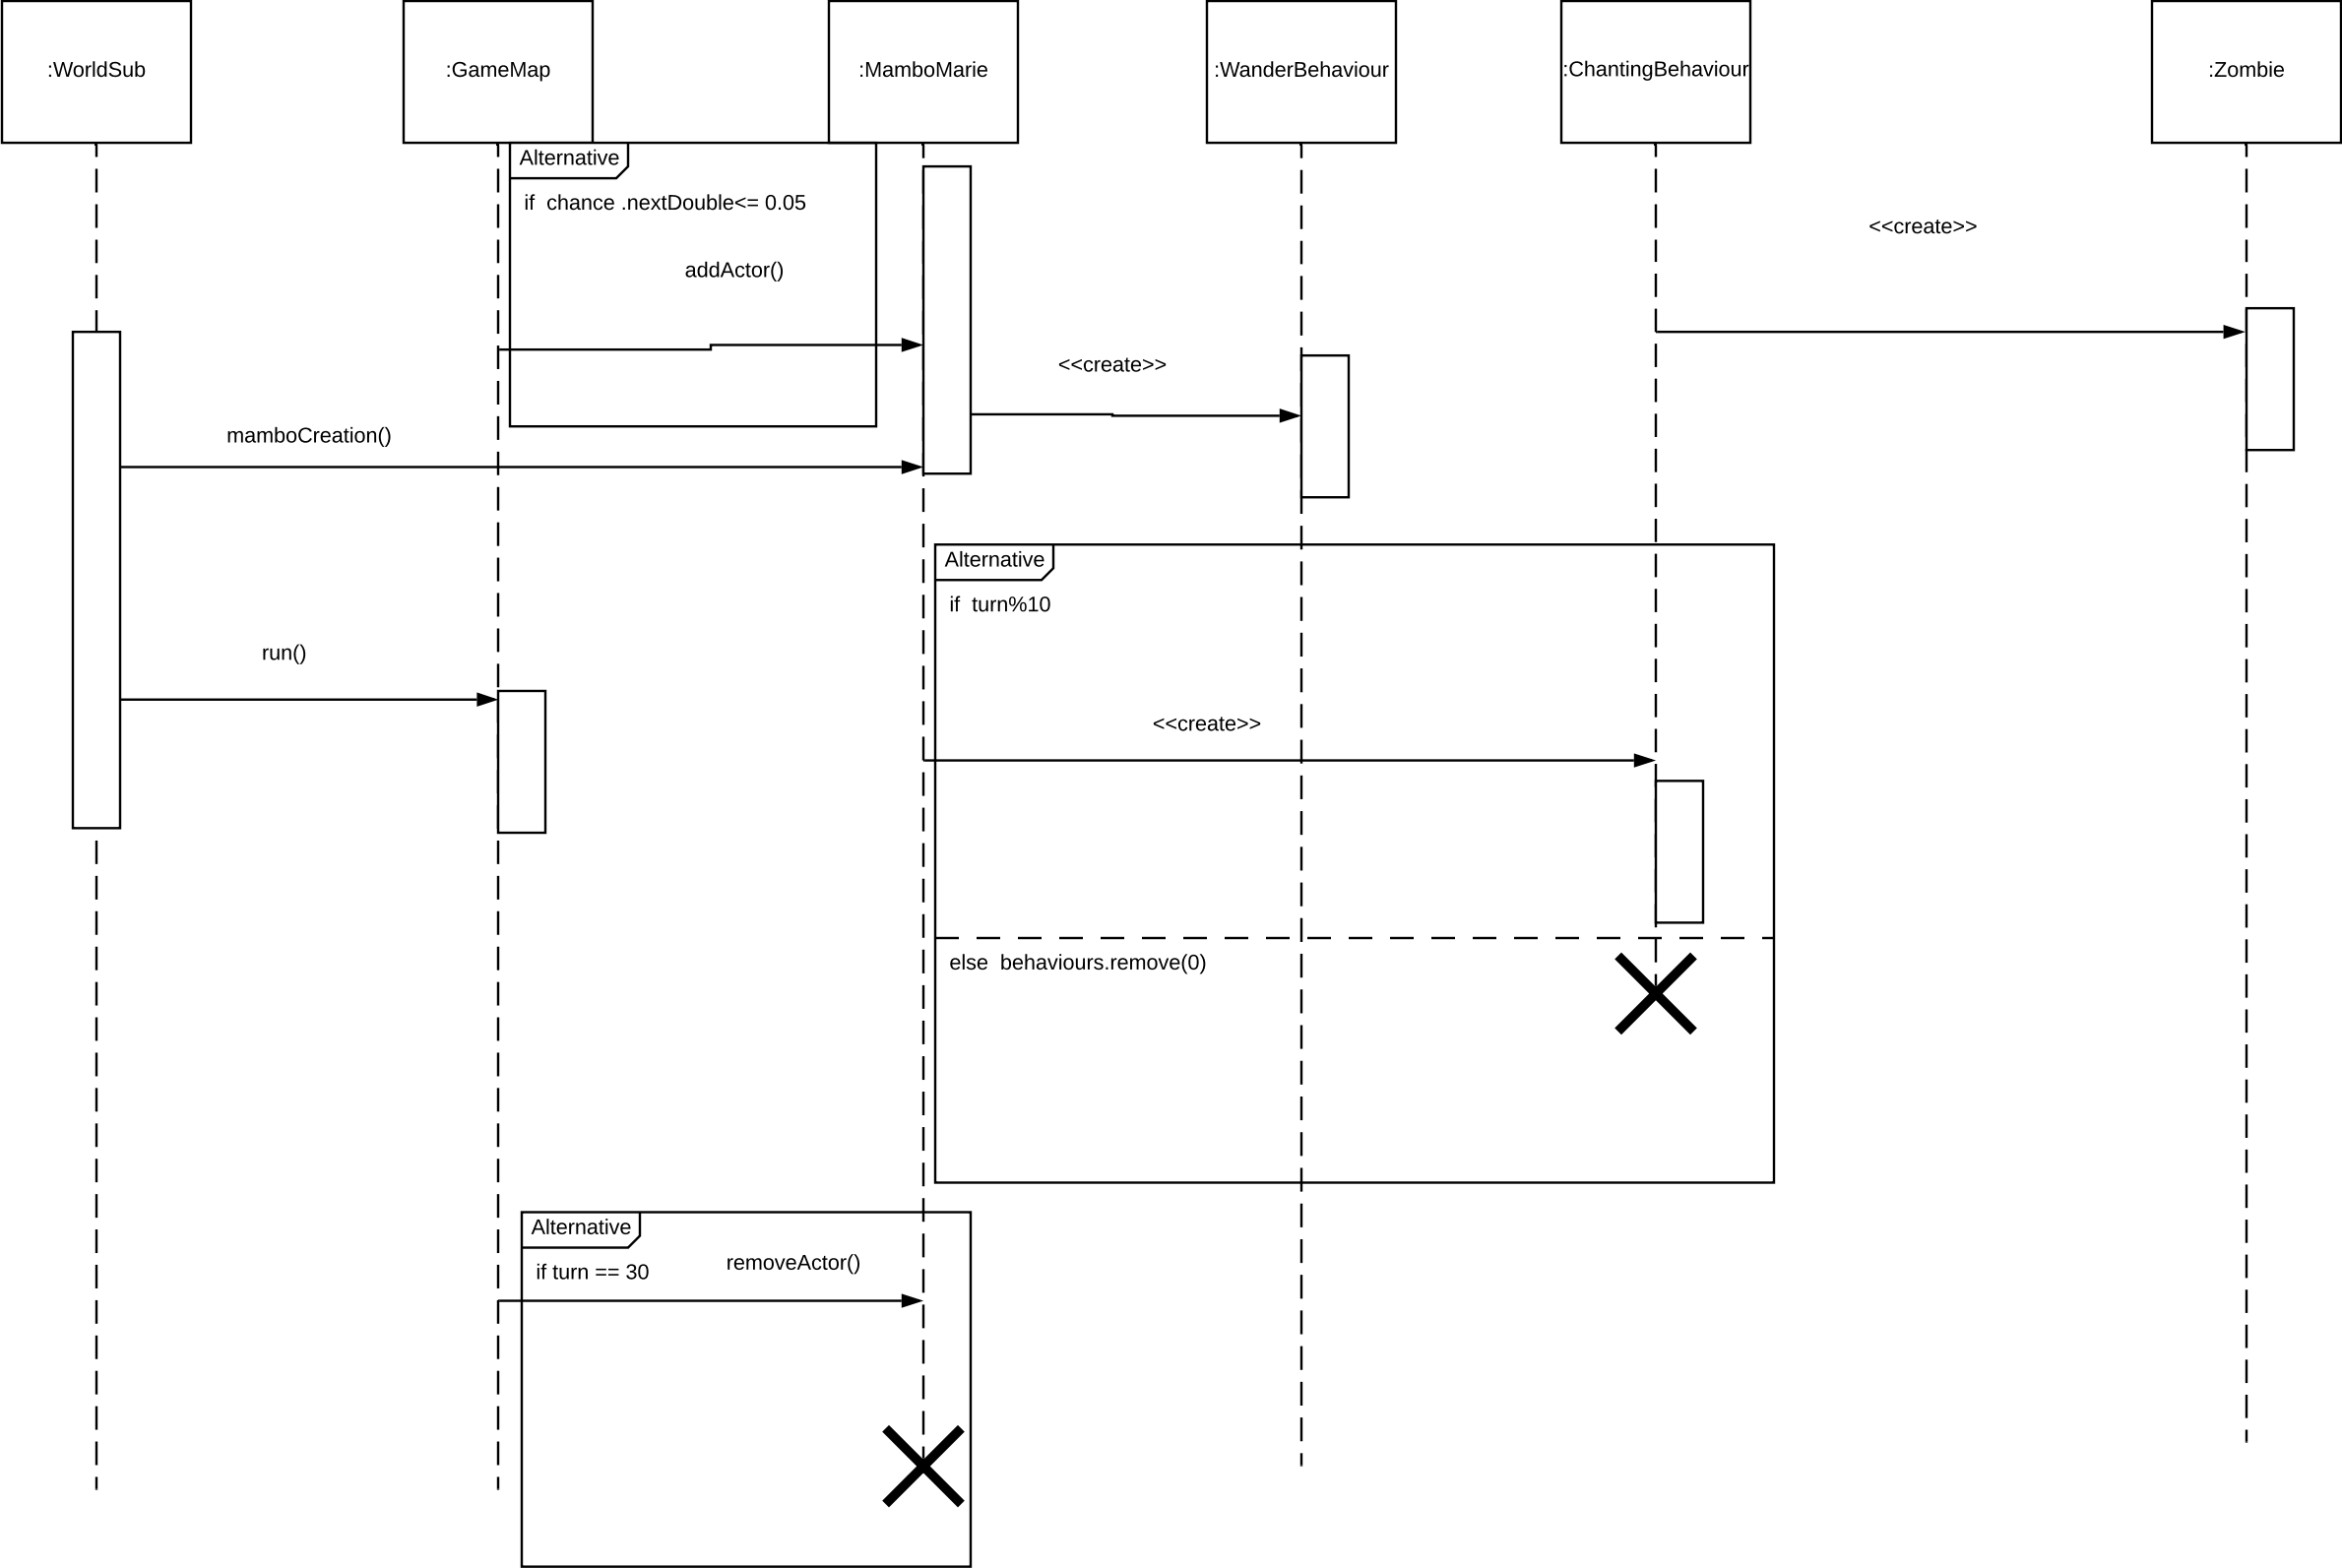 :WorldSub
:GameMap
:MamboMarie
:WanderBehaviour
:ChantingBehaviour
:Zombie
Alternative
if  chance .nextDouble<= 0.05
<<create>>
addActor()
<<create>>
mamboCreation()
Alternative
if  turn%10
run()
<<create>>
else  behaviours.remove(0)
Alternative
removeActor()
if turn == 30